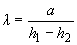 λ = a / (h₁ − h₂)